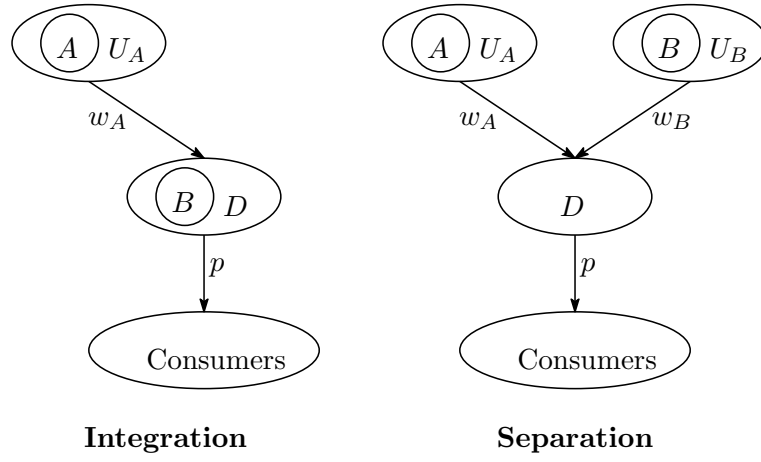 A U_A A U_A B U_B
w_A w_A w_B
B D D
p p
Consumers Consumers
Integration Separation